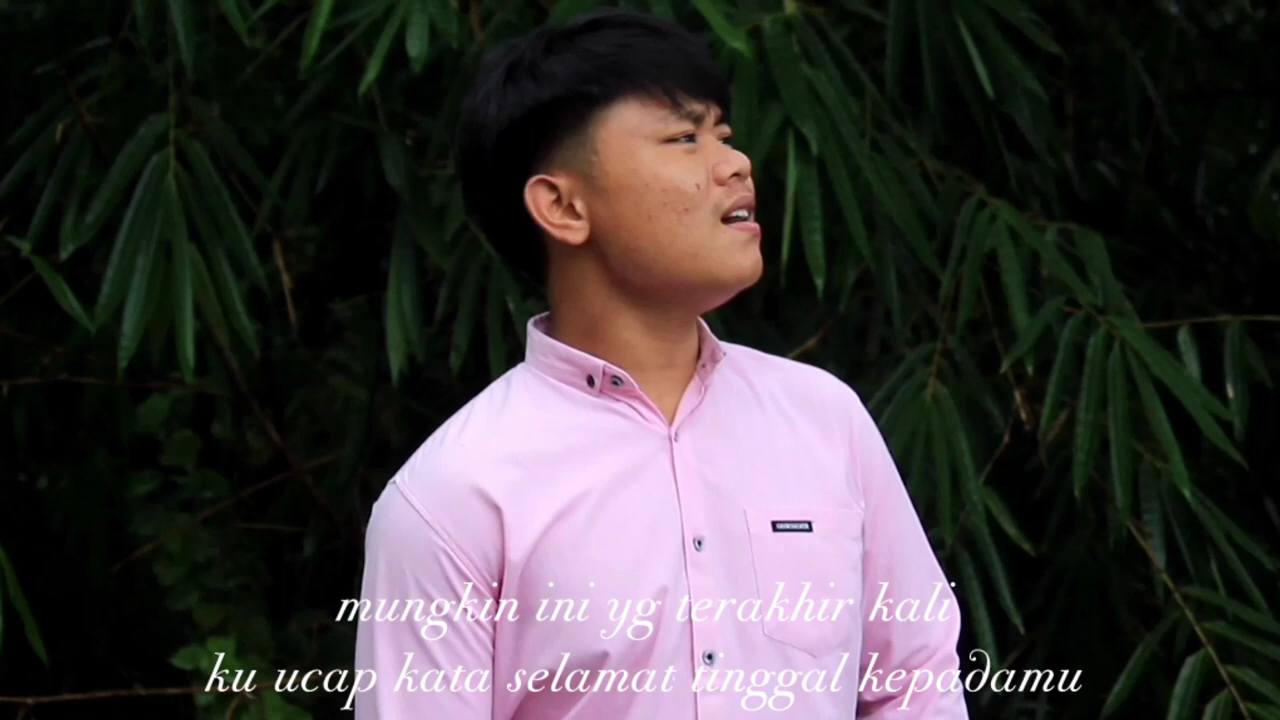 mungkin ini yg terakhir kali
ku ucap kata selamat tinggal kepadamu